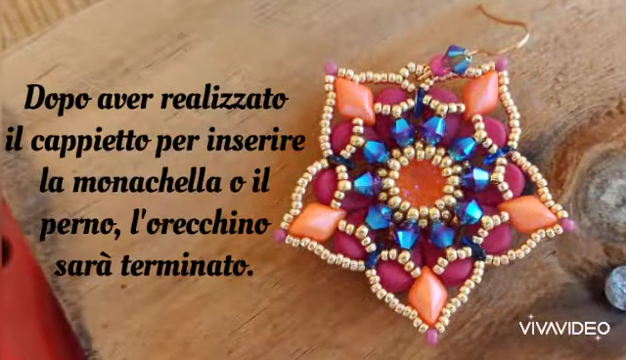 Dopo aver realizzato
il cappietto per inserire
la monachella o il
perno, l'orecchino
sarà terminato.
VIVAVIDEO